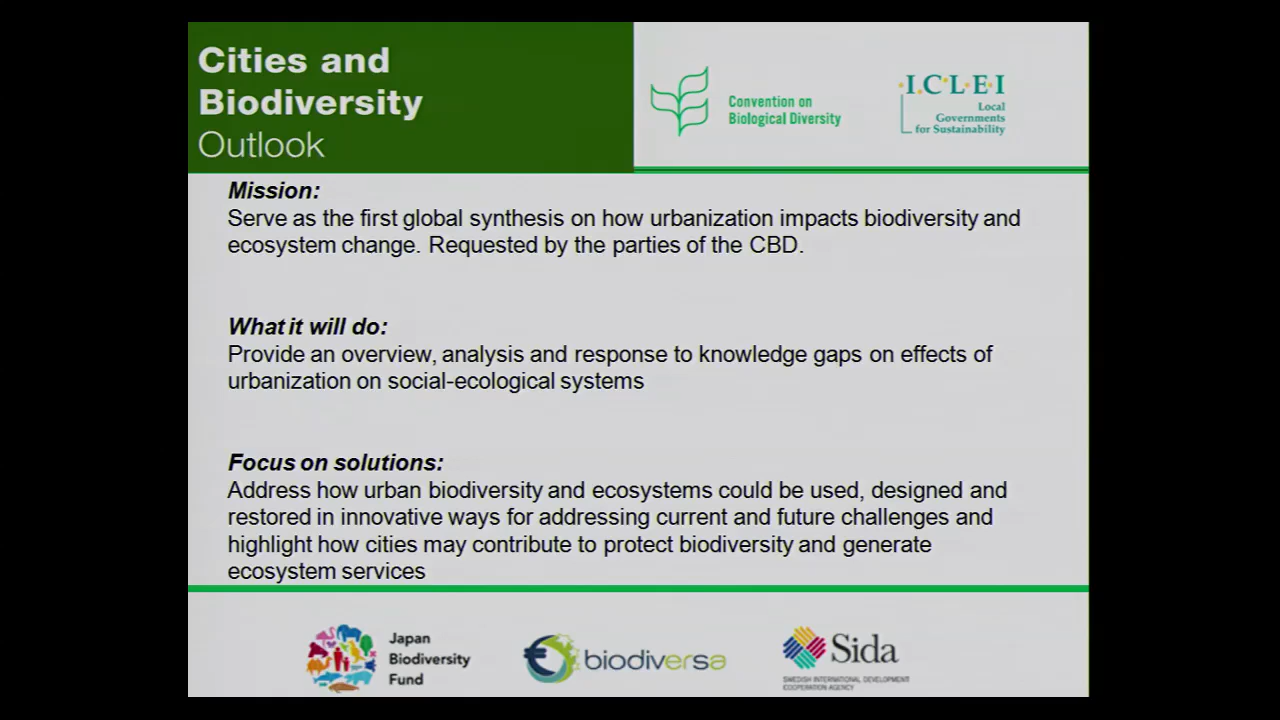 Cities and
Biodiversity
Outlook
Convention on
Biological Diversity
I.C.L.E.I
Local
Governments
for Sustainability
Mission:
Serve as the first global synthesis on how urbanization impacts biodiversity and
ecosystem change. Requested by the parties of the CBD.
What it will do:
Provide an overview, analysis and response to knowledge gaps on effects of
urbanization on social-ecological systems
Focus on solutions:
Address how urban biodiversity and ecosystems could be used, designed and
restored in innovative ways for addressing current and future challenges and
highlight how cities may contribute to protect biodiversity and generate
ecosystem services
Japan
Biodiversity
Fund
biodiversa
Sida
SWEDISH INTERNATIONAL DEVELOPMENT
COOPERATION AGENCY